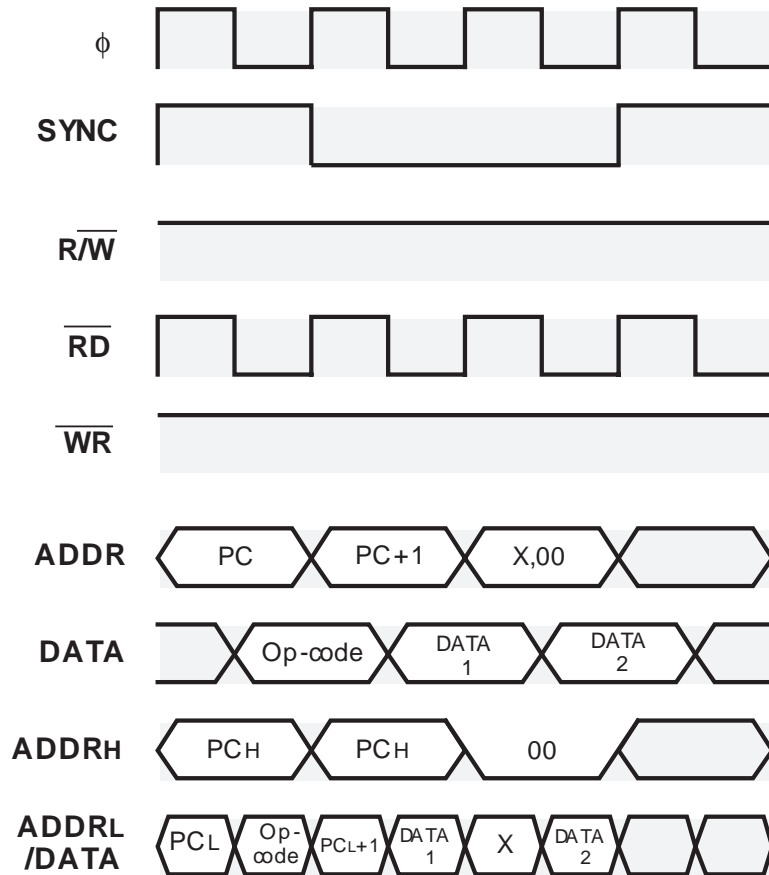 ϕ
SYNC
R/W
RD
WR
ADDR PC PC+1 X,00
DATA Op-code DATA 1 DATA 2
ADDRH PCH PCH 00
ADDRL /DATA PCL Op-code PCL+1 DATA 1 X DATA 2